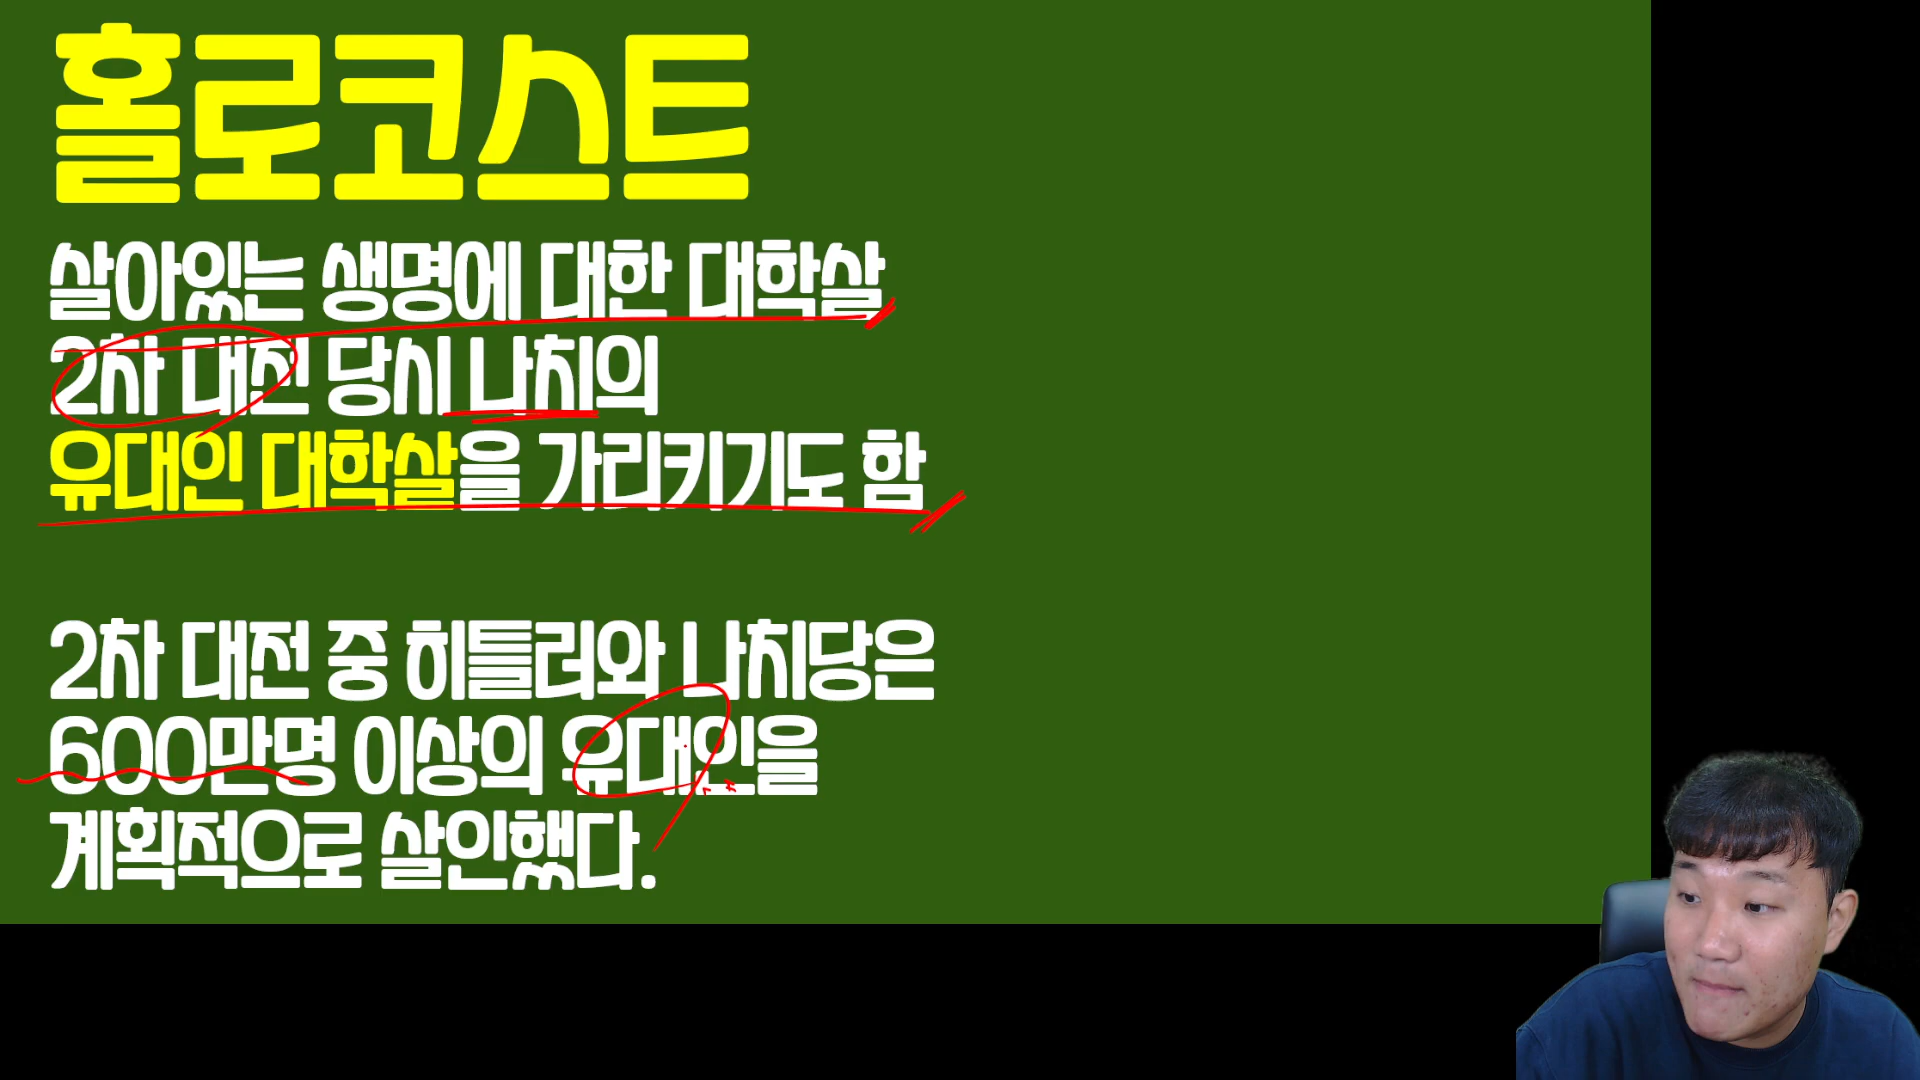 홀로코스트
살아있는 생명에 대한 대학살
2차 대전 당시 나치의
유대인 대학살을 가리키기도 함
2차 대전 중 히틀러와 나치당은
600만명 이상의 유대인을
계획적으로 살인했다.